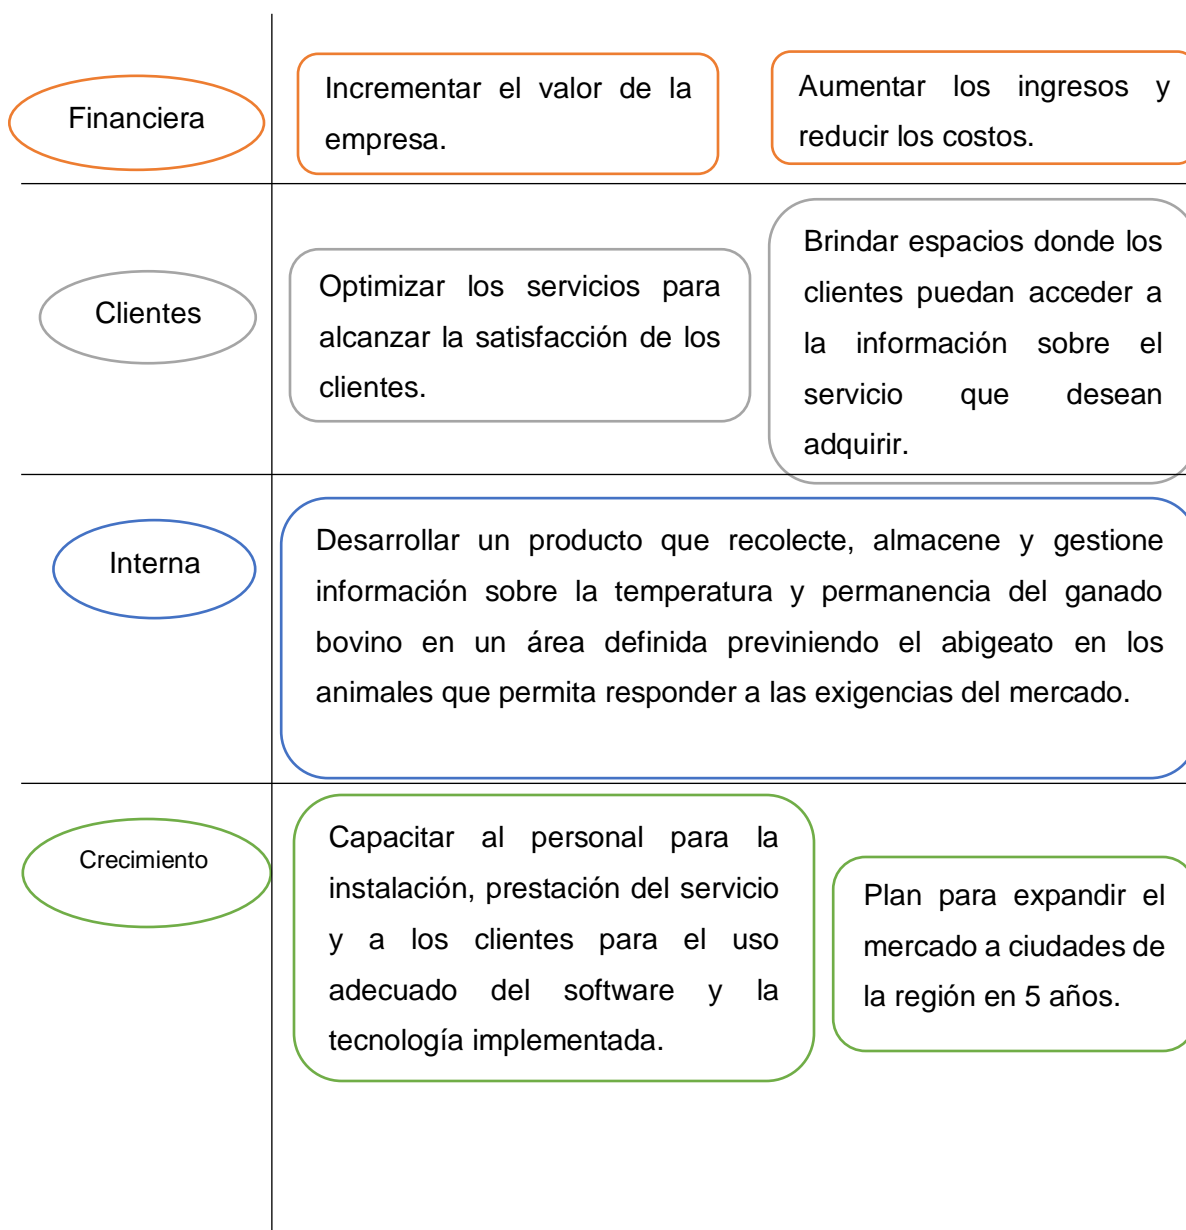 Financiera
Incrementar el valor de la
empresa.
Aumentar los ingresos y
reducir los costos.
Clientes
Optimizar los servicios para
alcanzar la satisfacción de los
clientes.
Brindar espacios donde los
clientes puedan acceder a
la información sobre el
servicio que desean
adquirir.
Interna
Desarrollar un producto que recolecte, almacene y gestione
información sobre la temperatura y permanencia del ganado
bovino en un área definida previniendo el abigeato en los
animales que permita responder a las exigencias del mercado.
Crecimiento
Capacitar al personal para la
instalación, prestación del servicio
y a los clientes para el uso
adecuado del software y la
tecnología implementada.
Plan para expandir el
mercado a ciudades de
la región en 5 años.